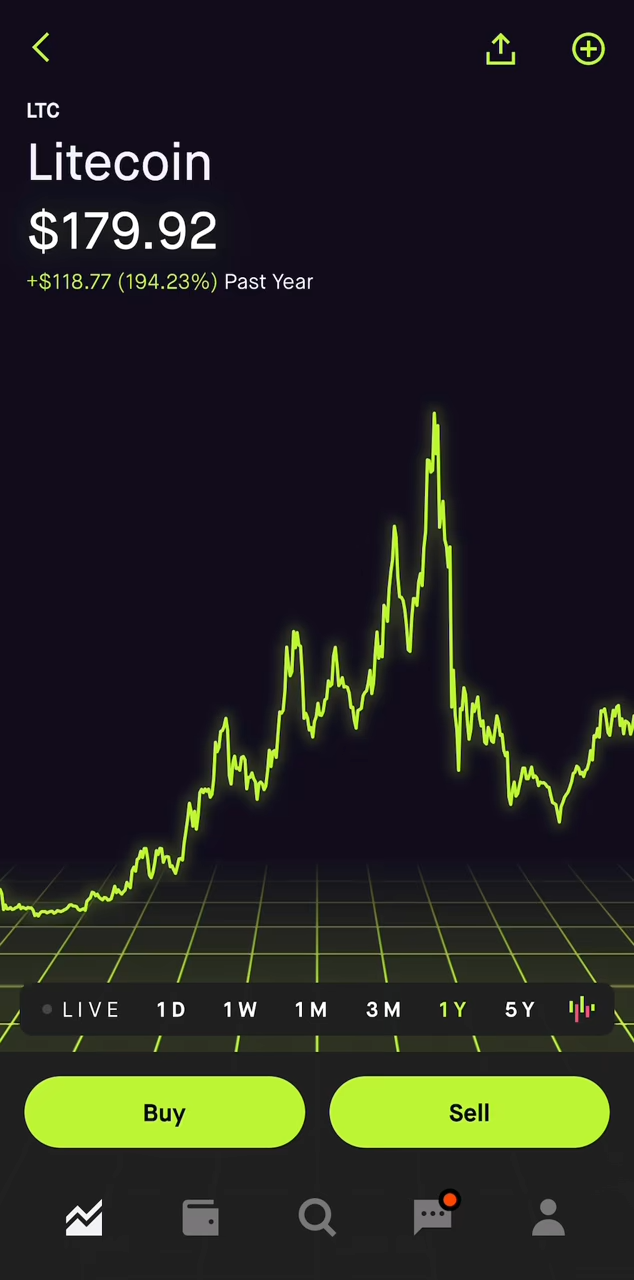 LTC
Litecoin
$179.92
+$118.77 (194.23%) Past Year
LIVE 1D 1W 1M 3M 1Y 5Y
Buy Sell